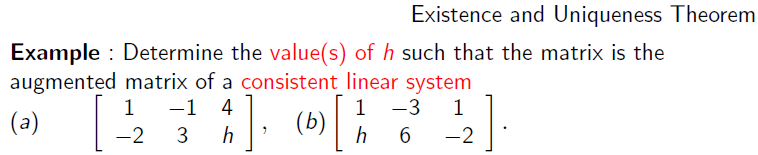 Existence and Uniqueness Theorem
Example : Determine the value(s) of h such that the matrix is the
augmented matrix of a consistent linear system
(a) [ 1 −1 4 ; −2 3 h ], (b) [ 1 −3 1 ; h 6 −2 ].